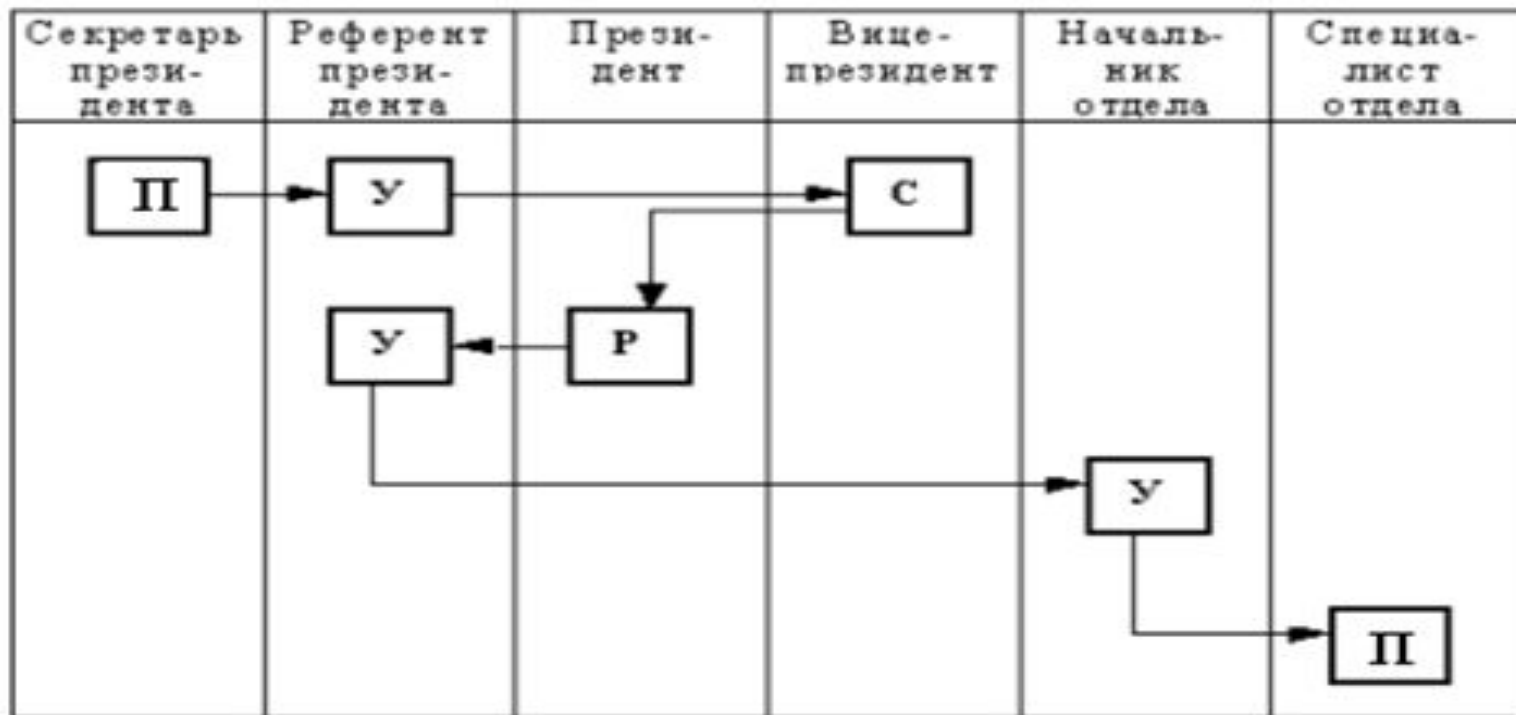 Секретарь
прези-
дента
Референт
прези-
дента
Прези-
дент
Вице-
президент
Началь-
ник
отдела
Специа-
лист
отдела
П
У
С
У
Р
У
П